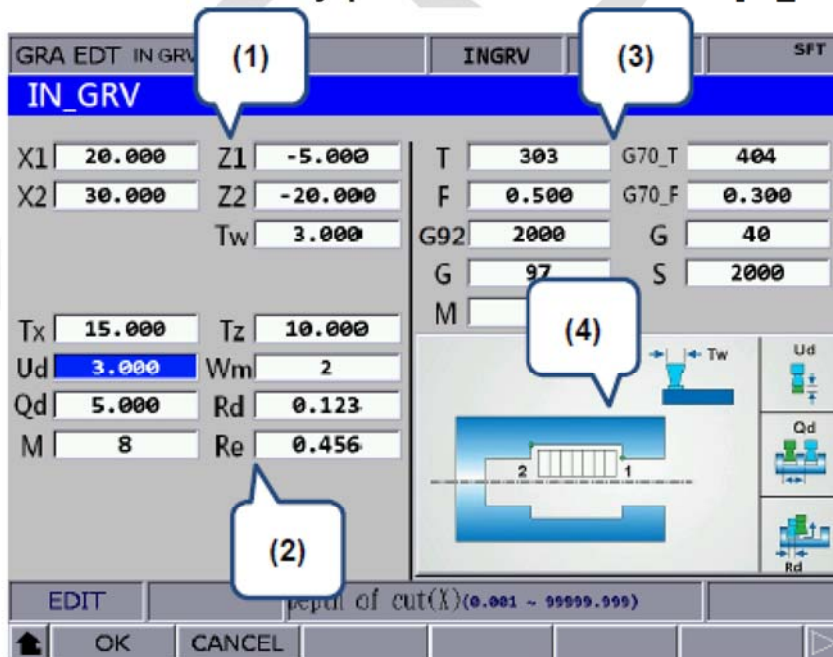 GRA EDT IN GRV (1) INGRV (3) SFT
IN_GRV
X1 20.000 Z1 -5.000 T 303 G70_T 404
X2 30.000 Z2 -20.000 F 0.500 G70_F 0.300
Tw 3.000 G92 2000 G 40
G 97 S 2000
M (4)
Tx 15.000 Tz 10.000
Ud 3.000 Wm 2
Qd 5.000 Rd 0.123
M 8 Re 0.456
Tw Ud
Qd
2 1
Rd
(2)
EDIT Depth of cut(X)(0.001 ~ 99999.999)
OK CANCEL